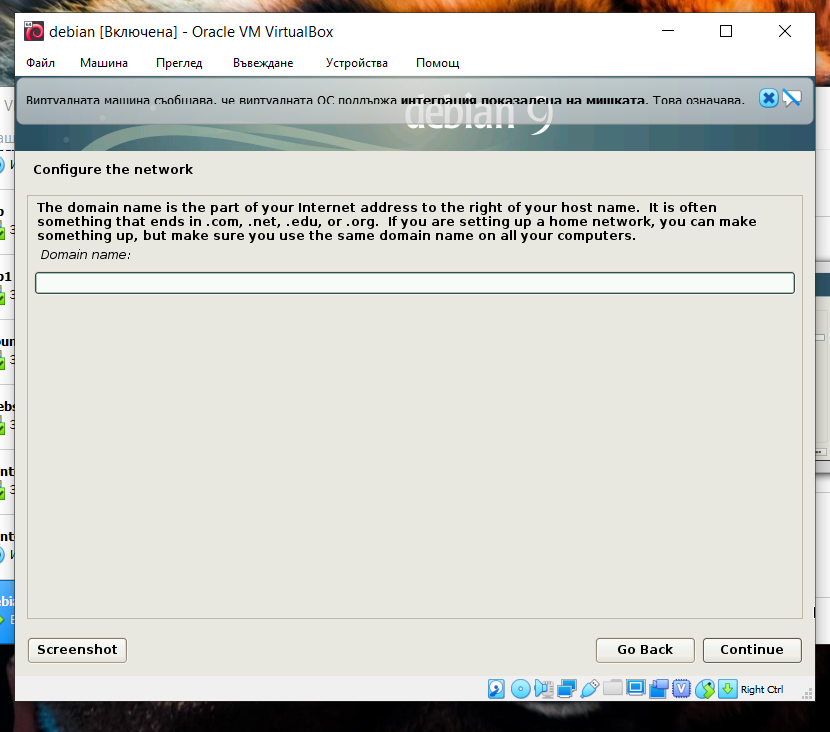 debian [Включена] - Oracle VM VirtualBox
Файл Машина Преглед Въвеждане Устройства Помощ
Виртуалната машина съобщава, че виртуалната ОС поддържа интеграция показалеца на мишката. Това означава,
debian 9
Configure the network
The domain name is the part of your Internet address to the right of your host name. It is often
something that ends in .com, .net, .edu, or .org. If you are setting up a home network, you can make
something up, but make sure you use the same domain name on all your computers.
Domain name:
Screenshot Go Back Continue
Right Ctrl